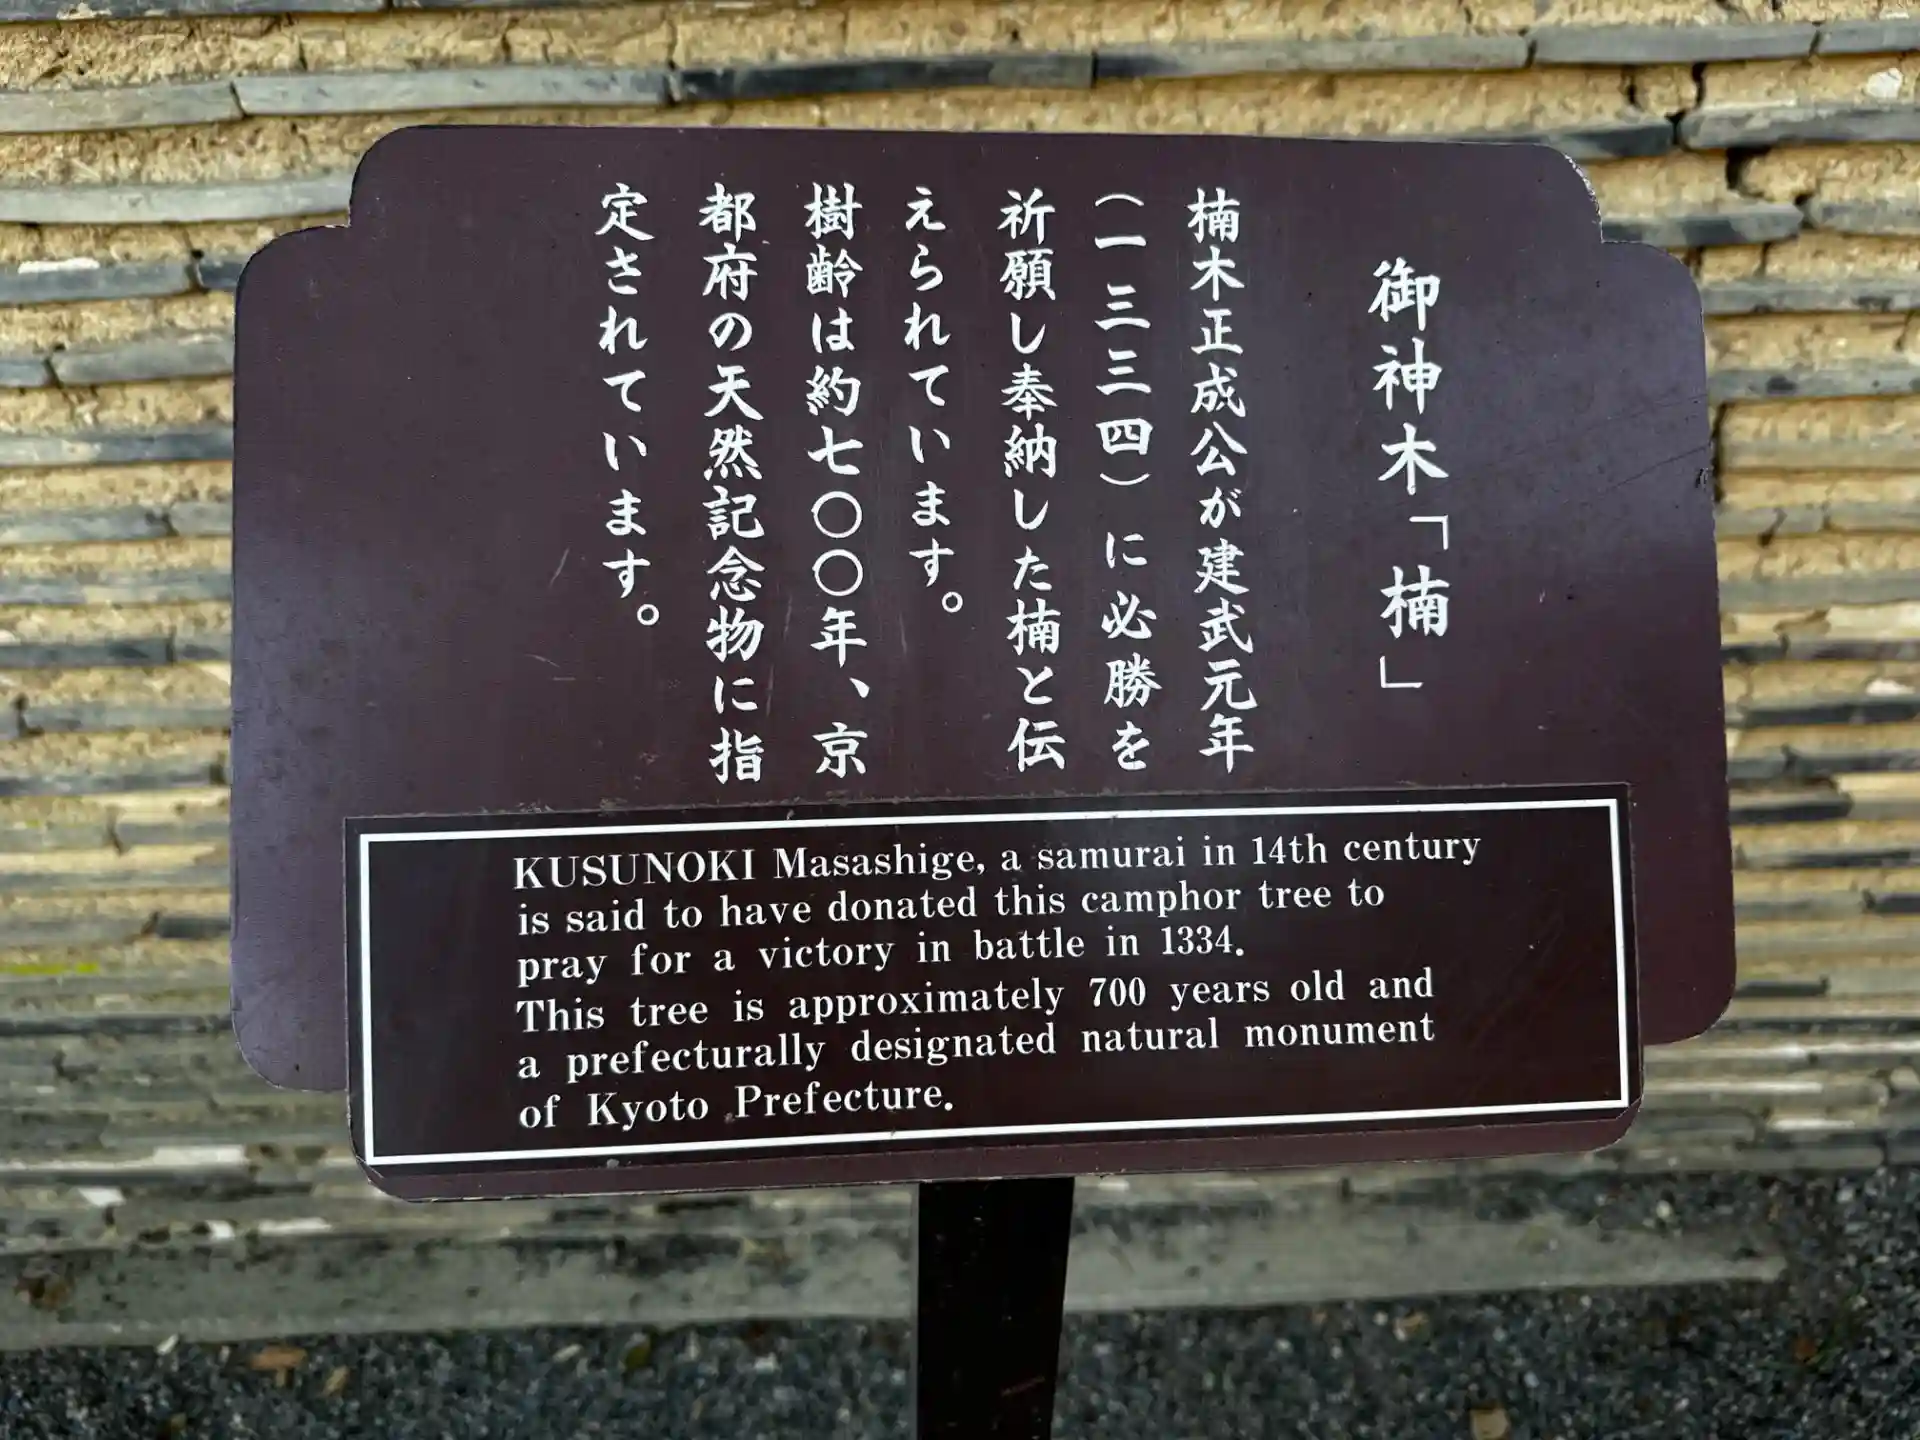 御神木「楠」
楠木正成公が建武元年
（一三三四）に必勝を
祈願し奉納した楠と伝
えられています。
樹齢は約七〇〇年、京
都府の天然記念物に指
定されています。
KUSUNOKI Masashige, a samurai in 14th century
is said to have donated this camphor tree to
pray for a victory in battle in 1334.
This tree is approximately 700 years old and
a prefecturally designated natural monument
of Kyoto Prefecture.